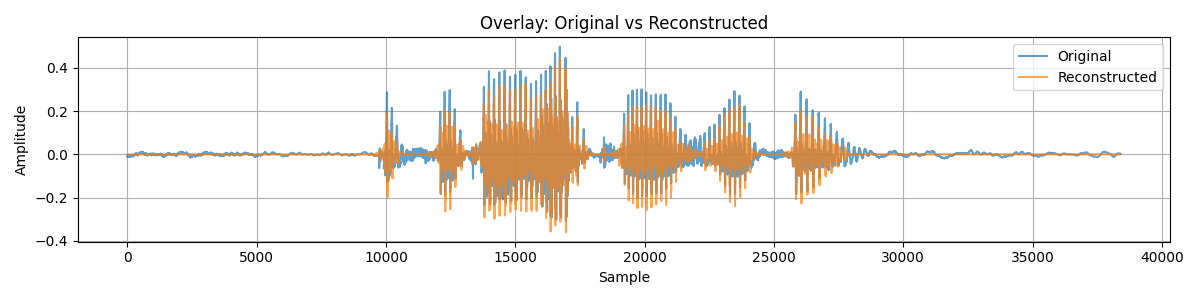 Overlay: Original vs Reconstructed
Original
Reconstructed
Amplitude
0.4
0.2
0.0
−0.2
−0.4
0 5000 10000 15000 20000 25000 30000 35000 40000
Sample